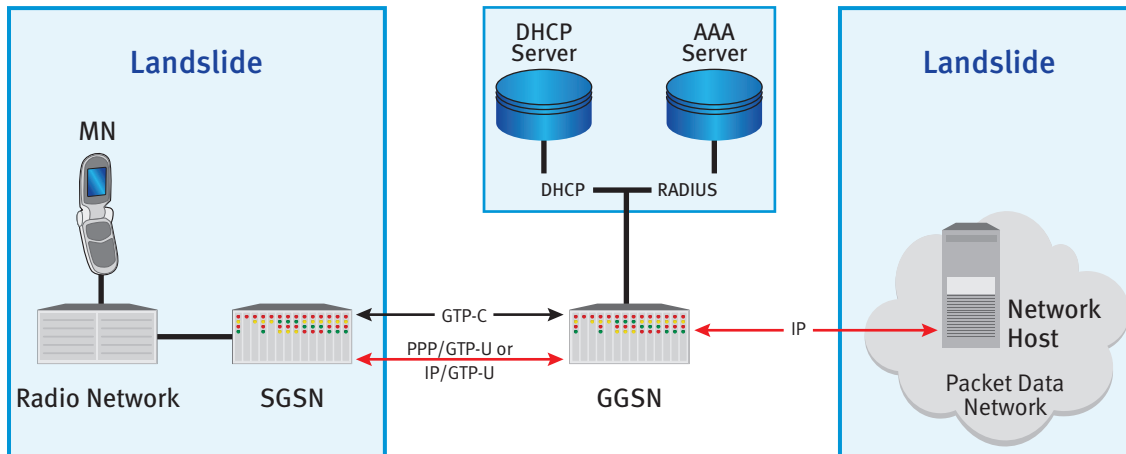 Landslide
MN
Radio Network
SGSN
DHCP
Server
AAA
Server
DHCP
RADIUS
GTP-C
PPP/GTP-U or
IP/GTP-U
GGSN
IP
Landslide
Network
Host
Packet Data
Network